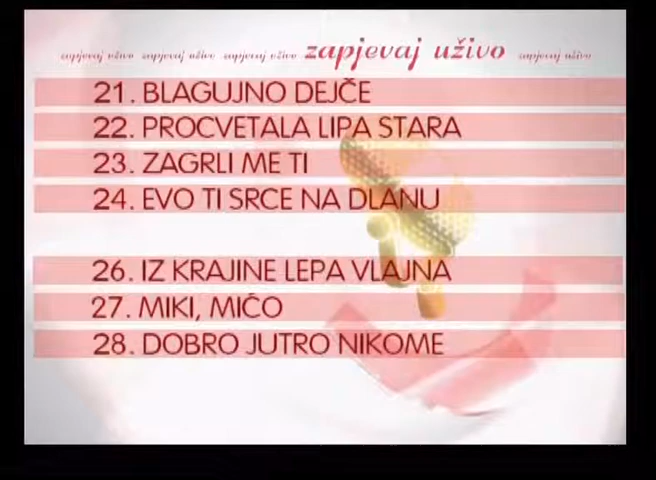 zapjevaj uživo zapjevaj uživo zapjevaj uživo zapjevaj uživo zapjevaj uživo
21. BLAGUJNO DEJČE
22. PROCVETALA LIPA STARA
23. ZAGRLI ME TI
24. EVO TI SRCE NA DLANU
26. IZ KRAJINE LEPA VLAJNA
27. MIKI, MIĆO
28. DOBRO JUTRO NIKOME